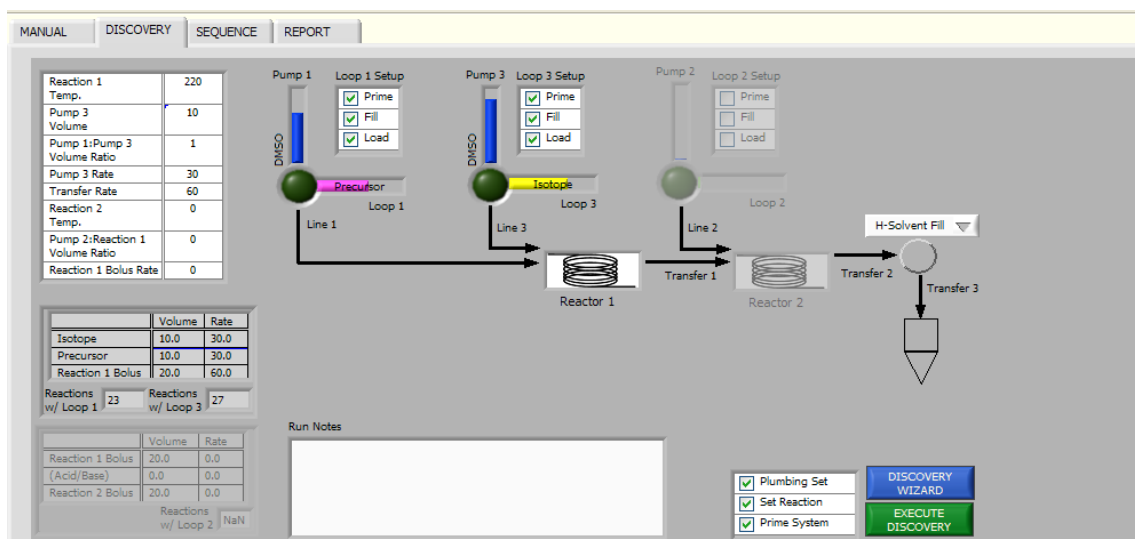 MANUAL DISCOVERY SEQUENCE REPORT
Reaction 1 Temp. 220
Pump 3 Volume 10
Pump 1:Pump 3 Volume Ratio 1
Pump 3 Rate 30
Transfer Rate 60
Reaction 2 Temp. 0
Pump 2:Reaction 1 Volume Ratio 0
Reaction 1 Bolus Rate 0
Pump 1
Loop 1 Setup
Prime
Fill
Load
DMSO
Precursor
Loop 1
Line 1
Pump 3
Loop 3 Setup
Prime
Fill
Load
DMSO
Isotope
Loop 3
Line 3
Pump 2
Loop 2 Setup
Prime
Fill
Load
Loop 2
Line 2
H-Solvent Fill
Reactor 1
Transfer 1
Reactor 2
Transfer 2
Transfer 3
Volume Rate
Isotope 10.0 30.0
Precursor 10.0 30.0
Reaction 1 Bolus 20.0 60.0
Reactions w/ Loop 1 23
Reactions w/ Loop 3 27
Volume Rate
Reaction 1 Bolus 20.0 0.0
(Acid/Base) 0.0 0.0
Reaction 2 Bolus 20.0 0.0
Reactions w/ Loop 2 NaN
Run Notes
Plumbing Set
Set Reaction
Prime System
DISCOVERY
WIZARD
EXECUTE
DISCOVERY